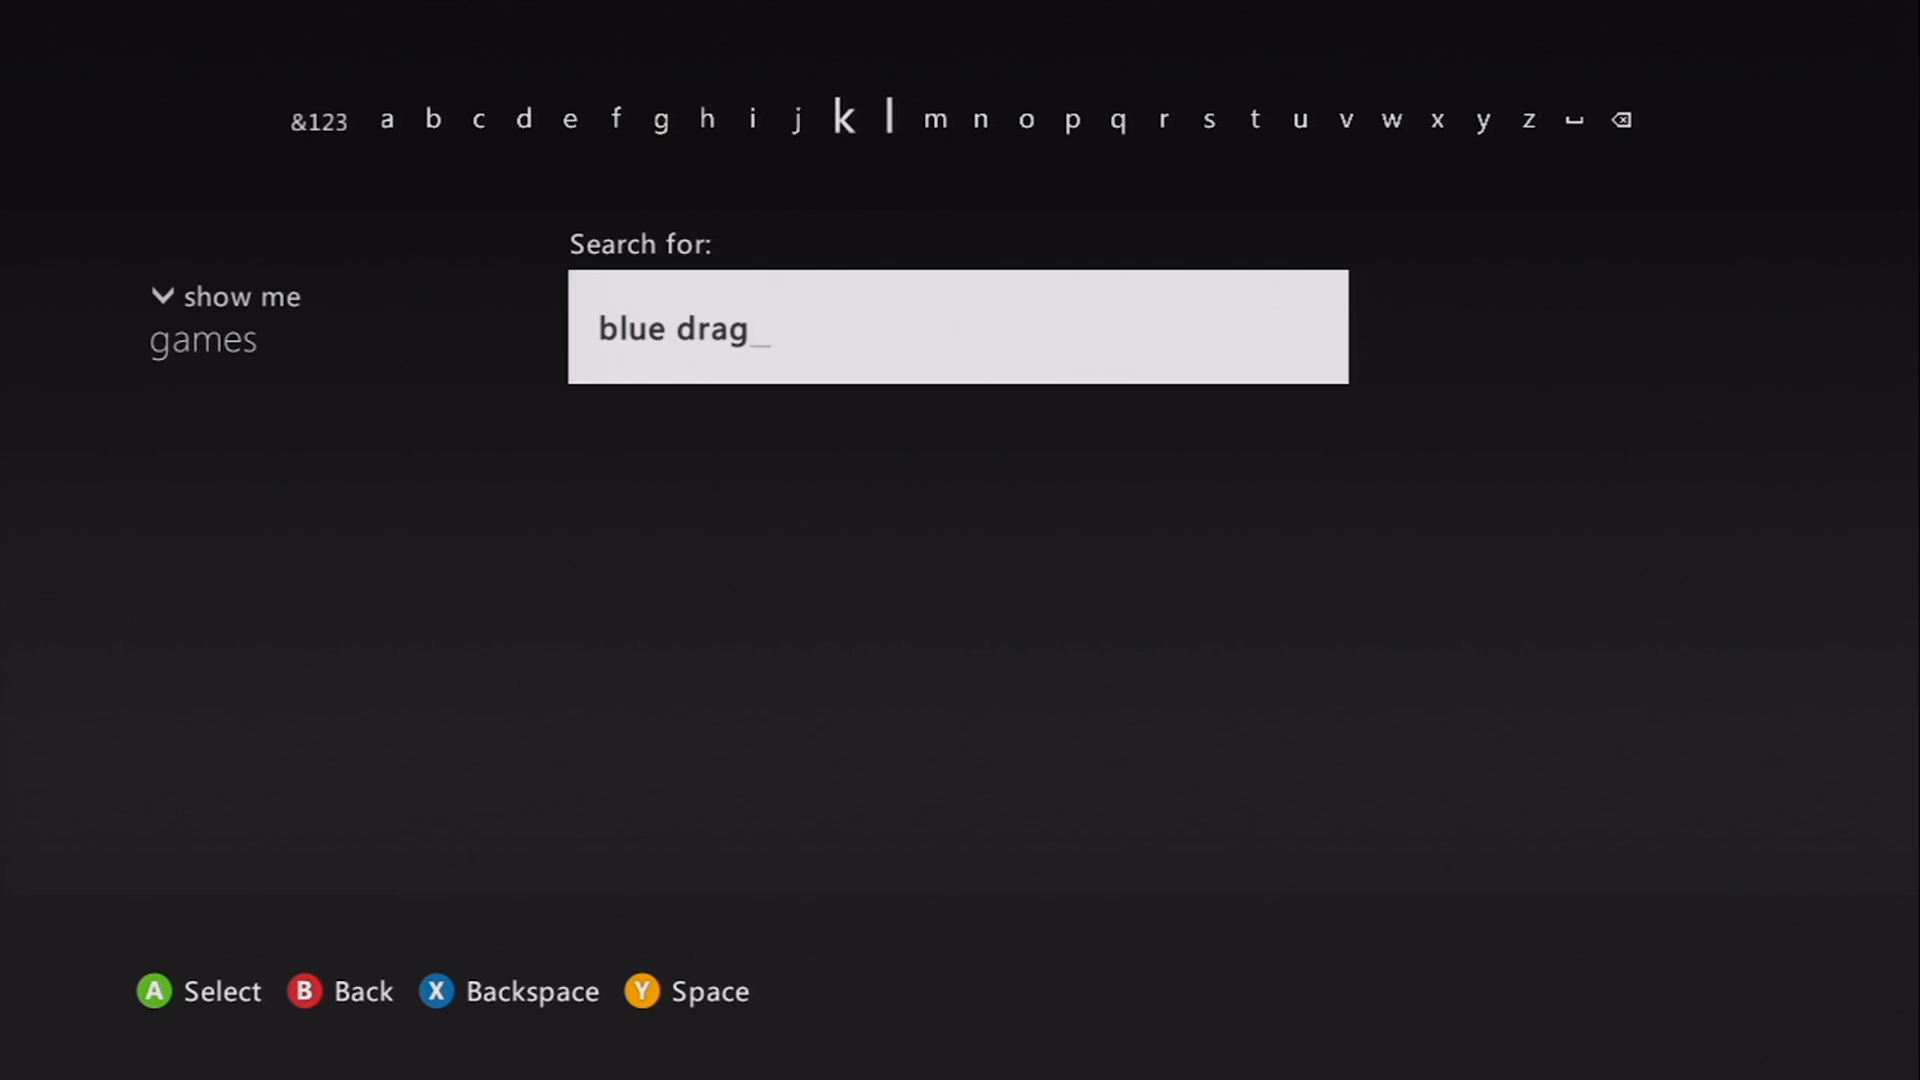 &123 a b c d e f g h i j k l m n o p q r s t u v w x y z
Search for:
show me
games
blue drag_
A Select B Back X Backspace Y Space